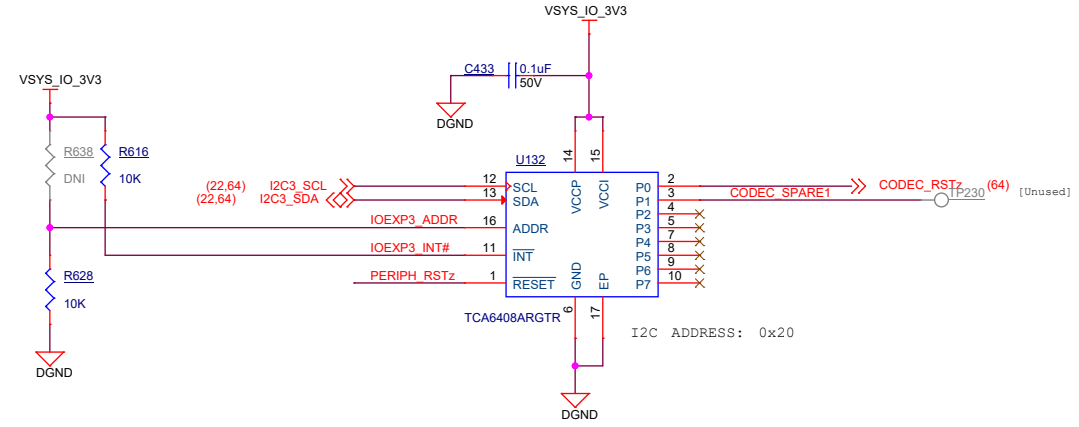 VSYS_IO_3V3
VSYS_IO_3V3
C433 0.1uF
50V
DGND
R638 R616
DNI 10K
U132
14 15
VCCP VCCI
(22,64) I2C3_SCL 12 SCL
(22,64) I2C3_SDA 13 SDA
IOEXP3_ADDR 16 ADDR
IOEXP3_INT# 11 INT
PERIPH_RSTz 1 RESET
P0 2 CODEC_RSTz (64)
P1 3 CODEC_SPARE1 TP230 [Unused]
P2 4
P3 5
P4 7
P5 8
P6 9
P7 10
GND EP
6 17
R628
10K
DGND
TCA6408ARGTR
I2C ADDRESS: 0x20
DGND